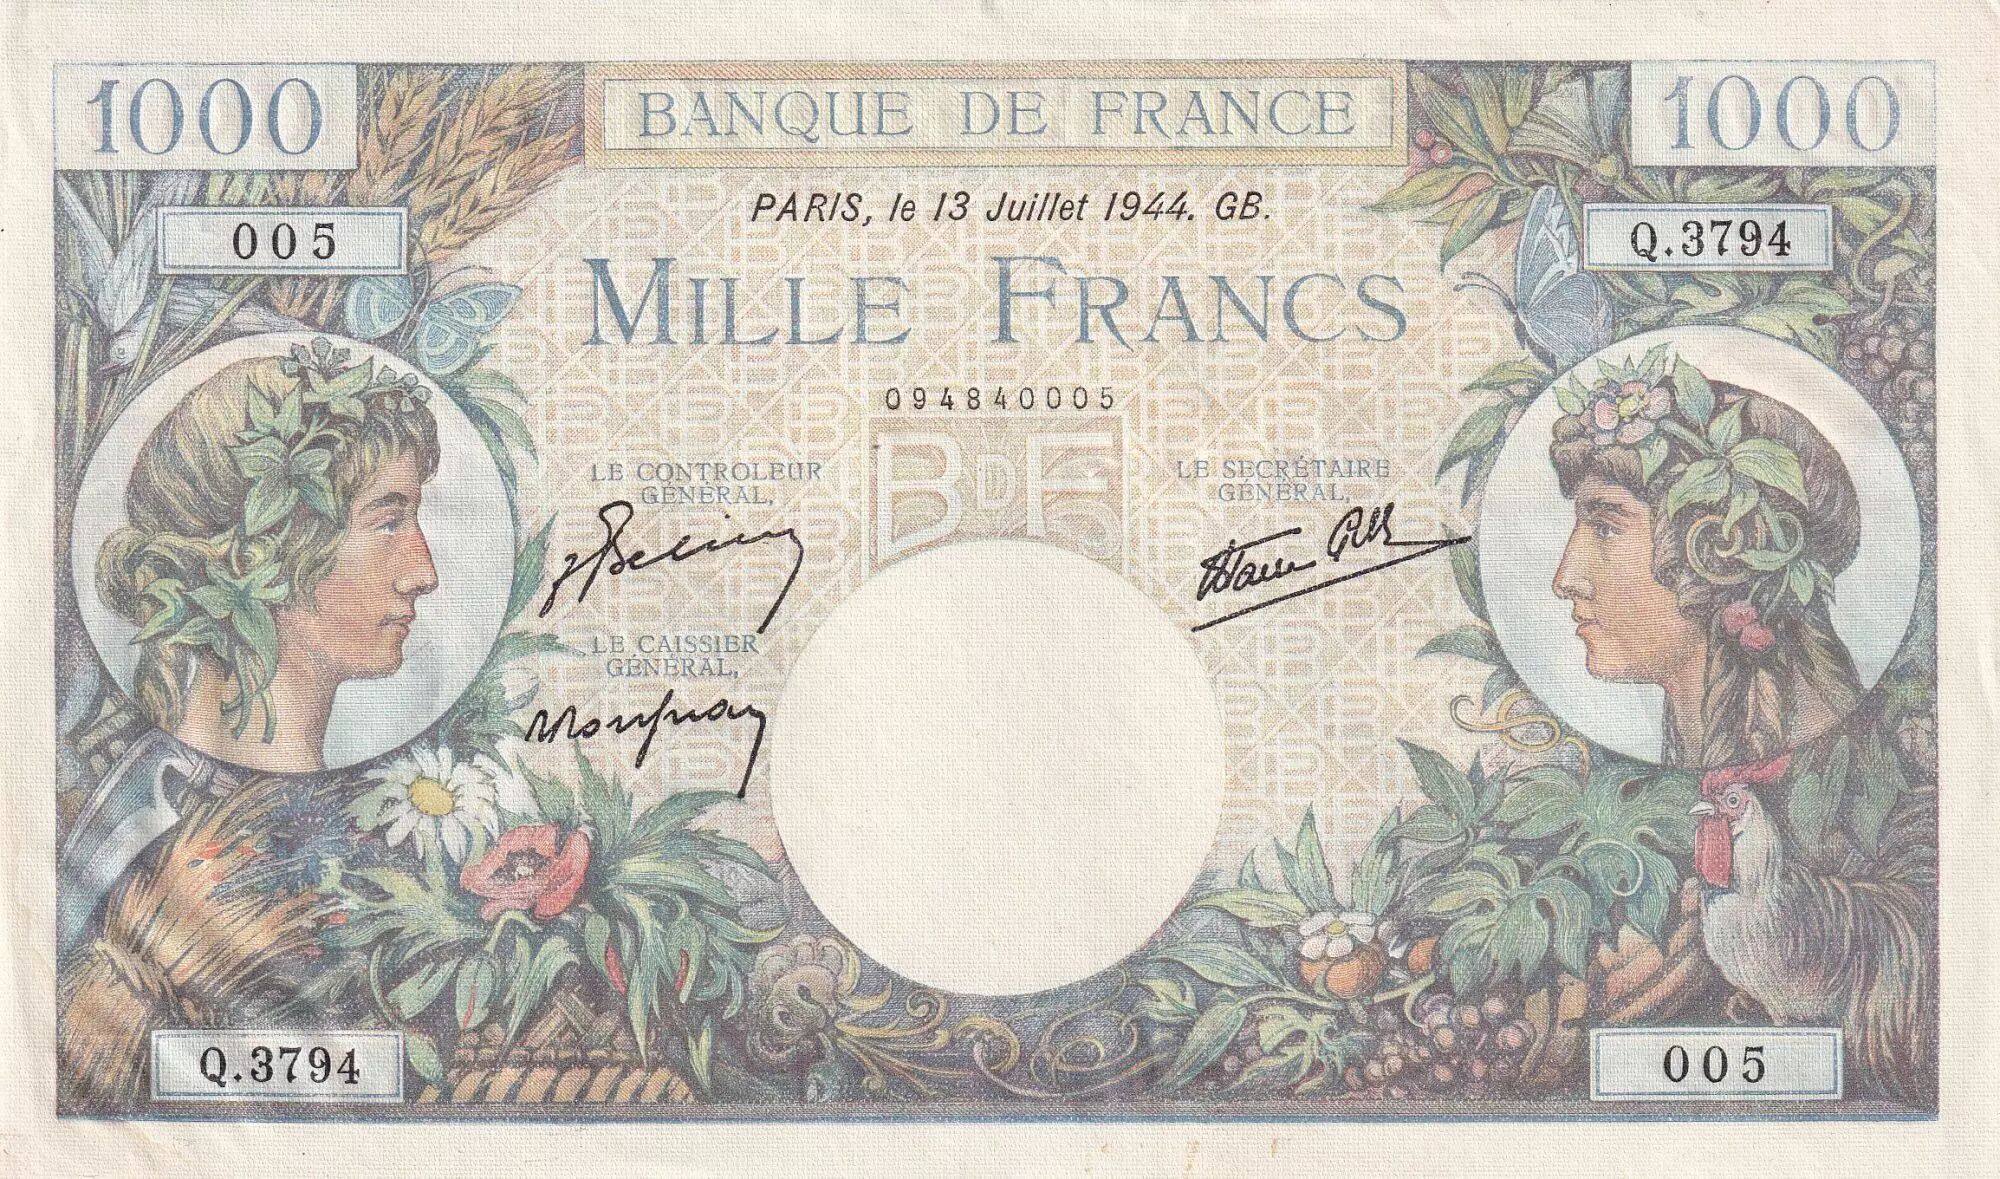 1000
BANQUE DE FRANCE
1000
PARIS, le 13 Juillet 1944. GB.
005
Q.3794
MILLE FRANCS
094840005
BDF
LE CONTROLEUR
GÉNÉRAL,
LE SECRÉTAIRE
GÉNÉRAL,
LE CAISSIER
GÉNÉRAL,
Q.3794
005